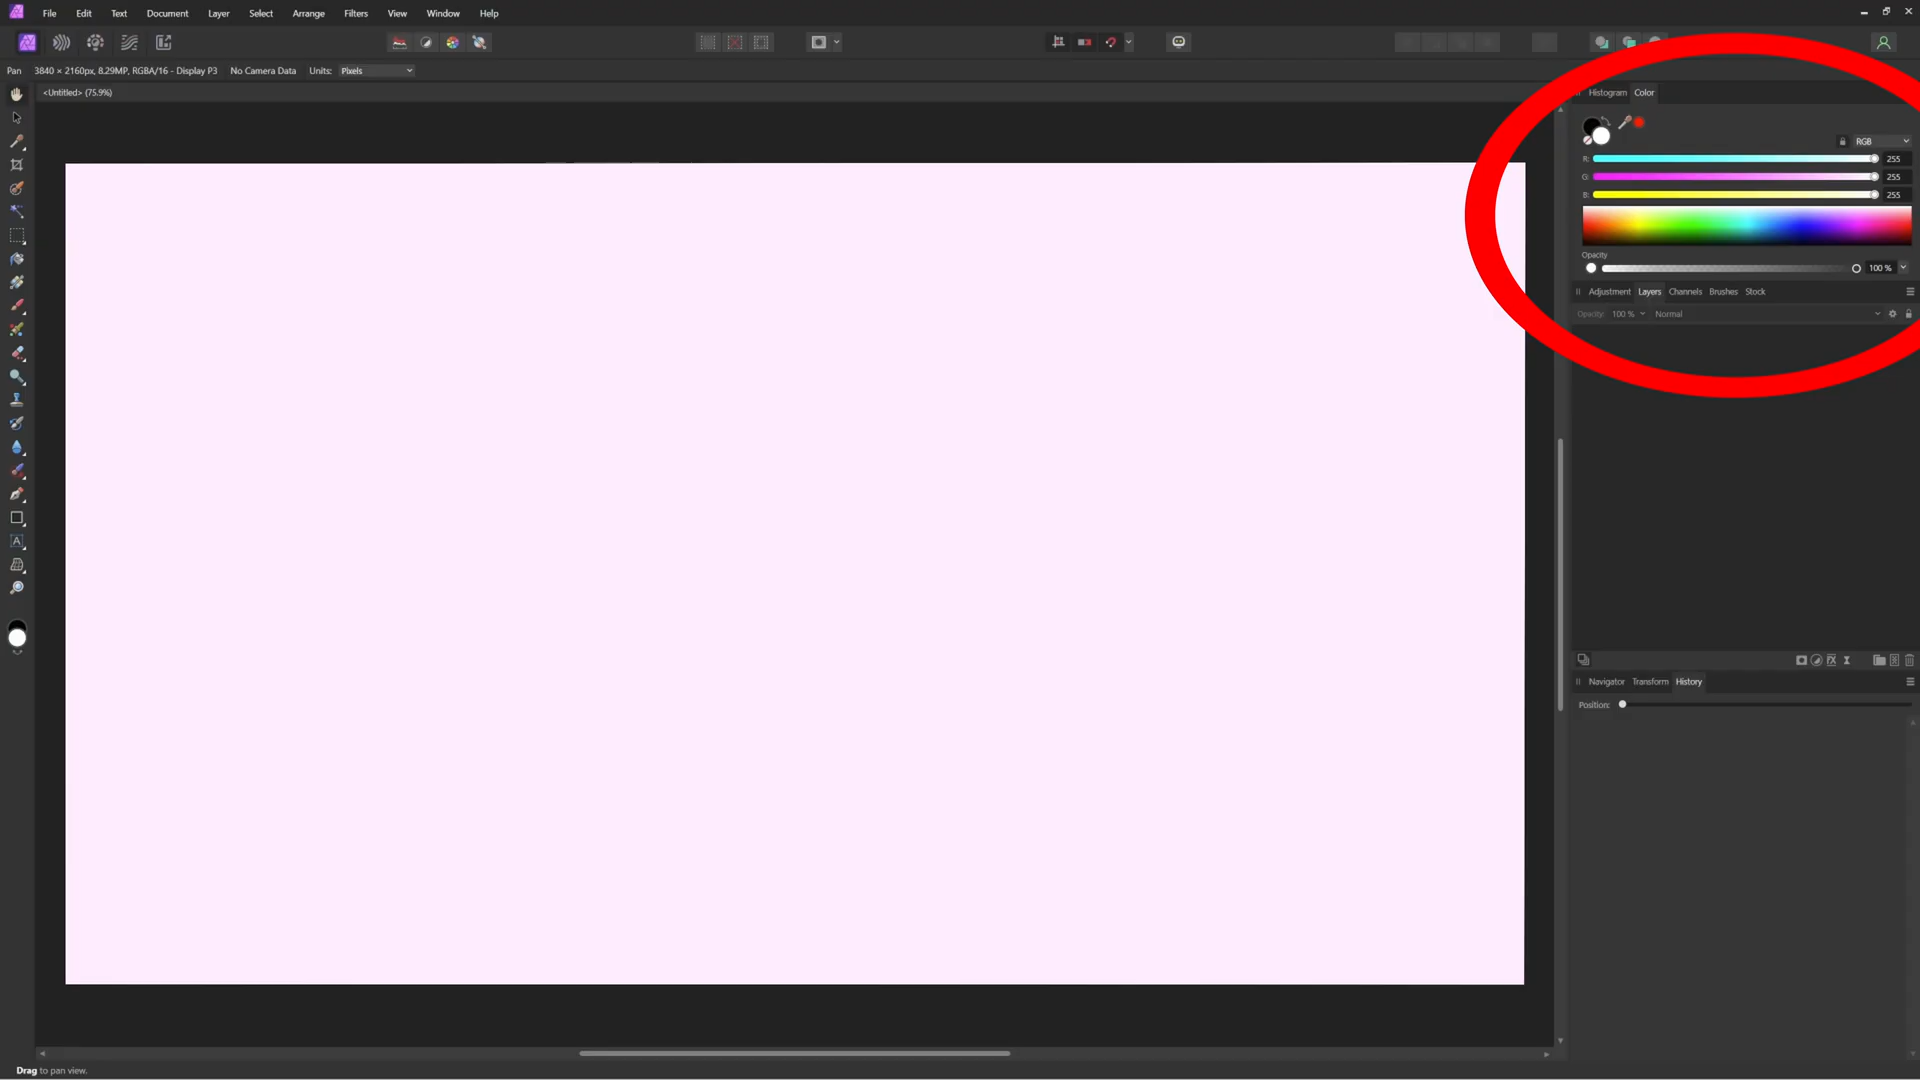 File Edit Text Document Layer Select Arrange Filters View Window Help
Pan 3840 × 2160px, 8.29MP, RGBA/16 - Display P3 No Camera Data Units: Pixels
<Untitled> (75.9%)
Histogram Color
RGB
R: 255
G: 255
B: 255
Opacity
100 %
Adjustment Layers Channels Brushes Stock
Opacity: 100 % Normal
Navigator Transform History
Position:
Drag to pan view.